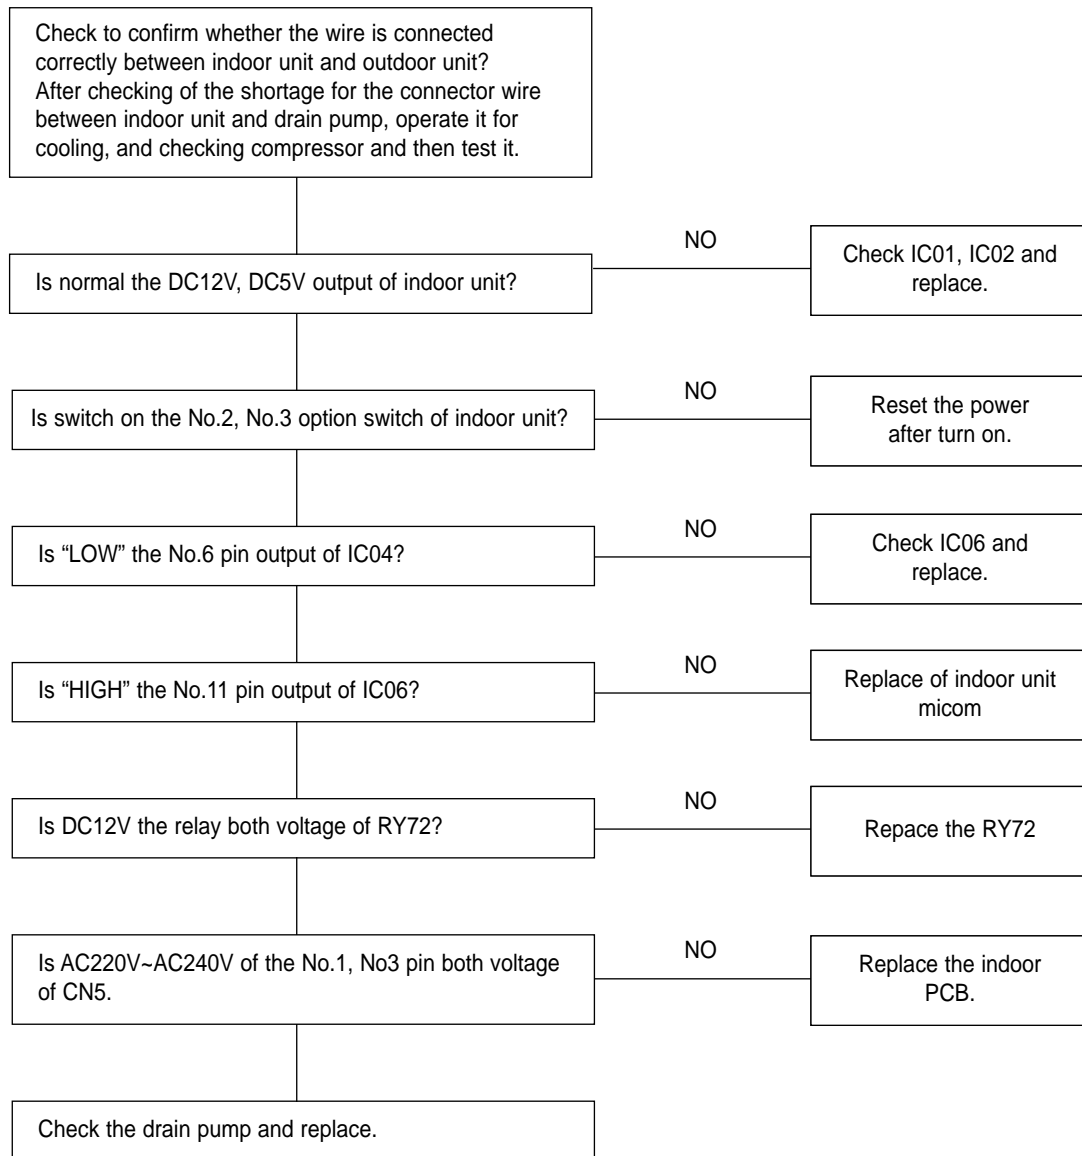 Check to confirm whether the wire is connected
correctly between indoor unit and outdoor unit?
After checking of the shortage for the connector wire
between indoor unit and drain pump, operate it for
cooling, and checking compressor and then test it.
Is normal the DC12V, DC5V output of indoor unit?
NO
Check IC01, IC02 and
replace.
Is switch on the No.2, No.3 option switch of indoor unit?
NO
Reset the power
after turn on.
Is “LOW” the No.6 pin output of IC04?
NO
Check IC06 and
replace.
Is “HIGH” the No.11 pin output of IC06?
NO
Replace of indoor unit
micom
Is DC12V the relay both voltage of RY72?
NO
Repace the RY72
Is AC220V~AC240V of the No.1, No3 pin both voltage
of CN5.
NO
Replace the indoor
PCB.
Check the drain pump and replace.